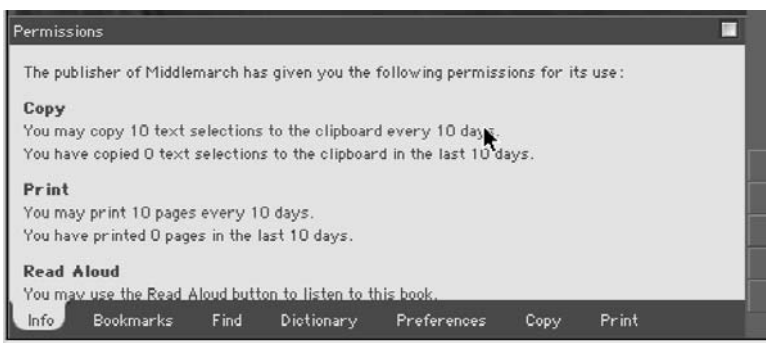 Permissions
The publisher of Middlemarch has given you the following permissions for its use:
Copy
You may copy 10 text selections to the clipboard every 10 days.
You have copied 0 text selections to the clipboard in the last 10 days.
Print
You may print 10 pages every 10 days.
You have printed 0 pages in the last 10 days.
Read Aloud
You may use the Read Aloud button to listen to this book.
Info Bookmarks Find Dictionary Preferences Copy Print